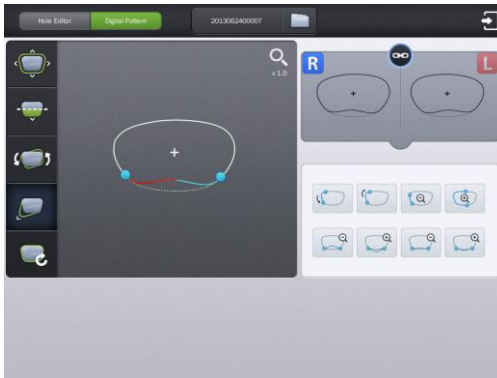 Hole Editor
Digital Pattern
2013062400007
x 1.0
R
L